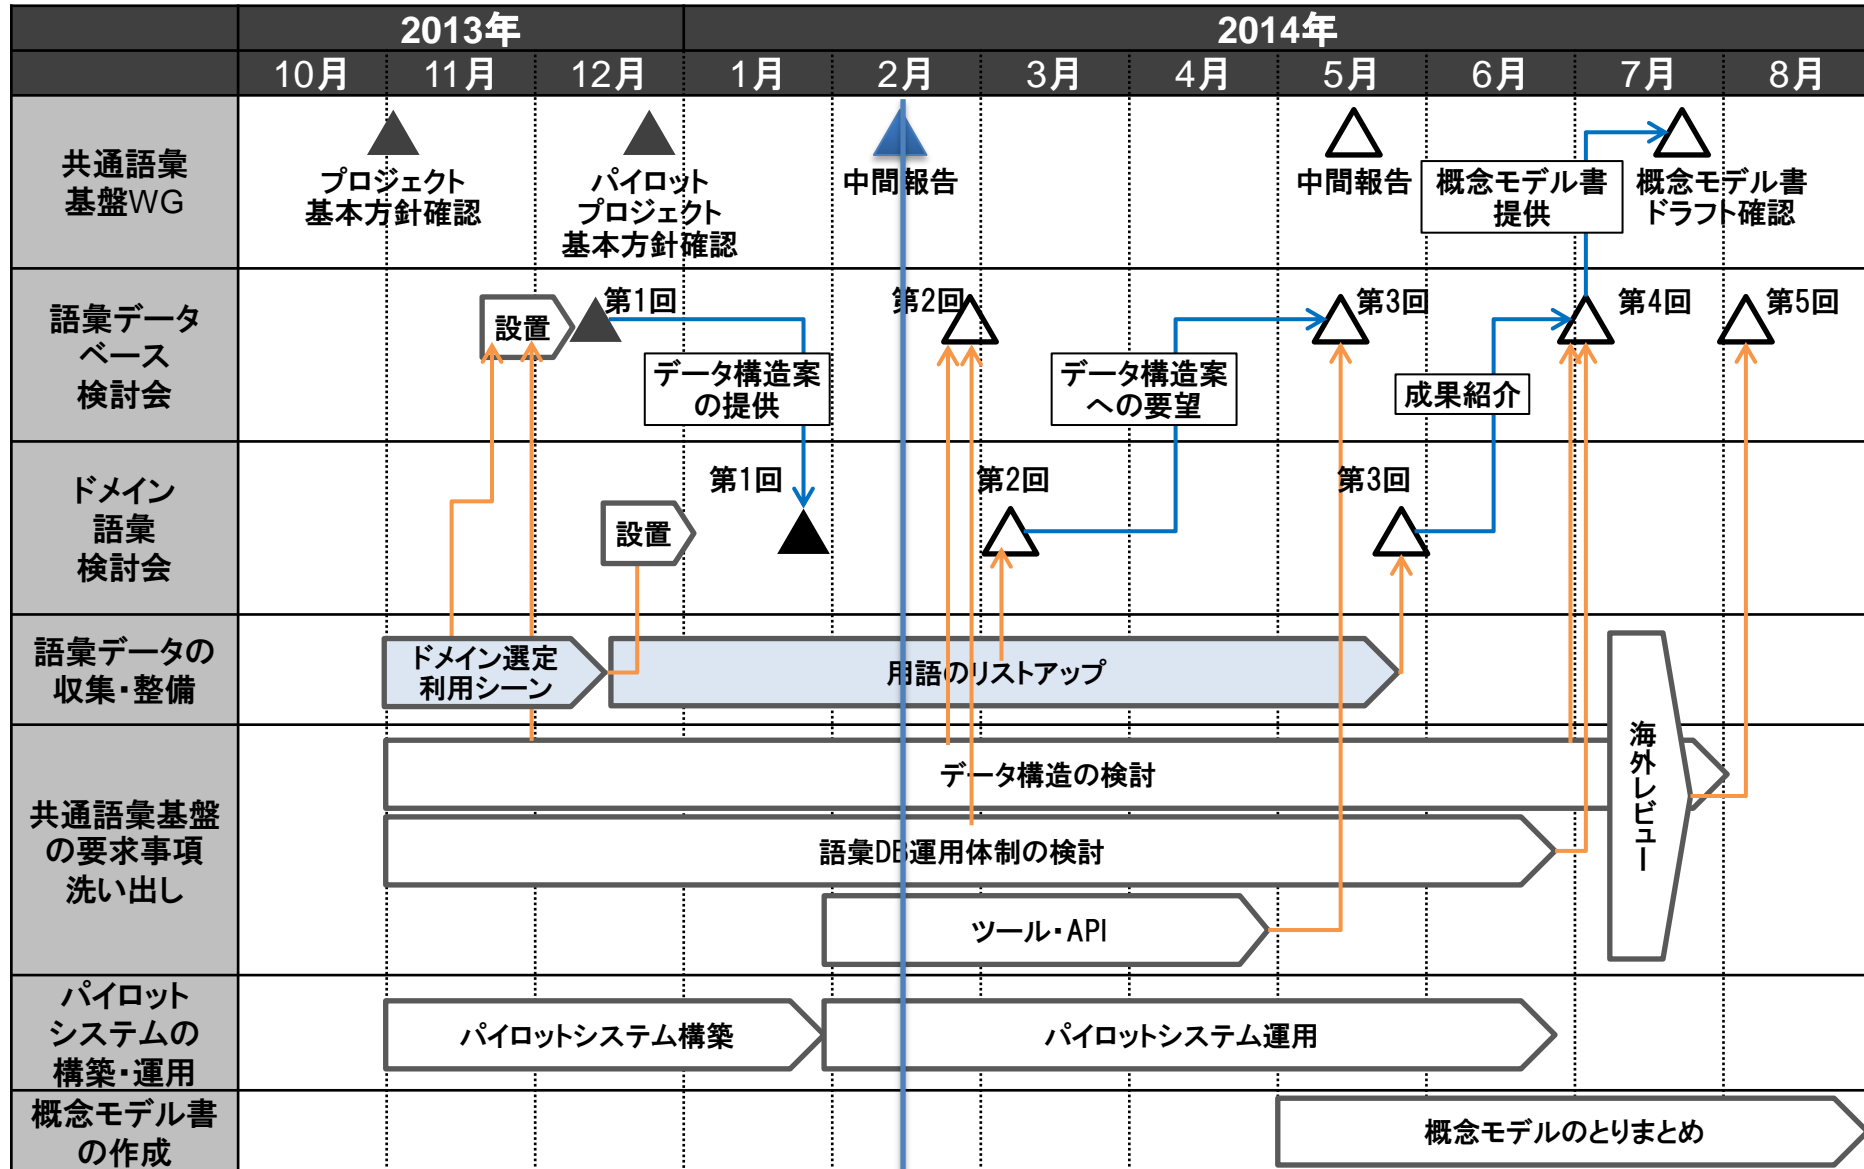 2013年
2014年
10月
11月
12月
1月
2月
3月
4月
5月
6月
7月
8月
共通語彙
基盤WG
プロジェクト
基本方針確認
パイロット
プロジェクト
基本方針確認
中間報告
中間報告
概念モデル書
提供
概念モデル書
ドラフト確認
語彙データ
ベース
検討会
設置
第1回
データ構造案
の提供
第2回
データ構造案
への要望
第3回
成果紹介
第4回
第5回
ドメイン
語彙
検討会
設置
第1回
第2回
第3回
語彙データの
収集・整備
ドメイン選定
利用シーン
用語のリストアップ
共通語彙基盤
の要求事項
洗い出し
データ構造の検討
語彙DB運用体制の検討
ツール・API
海外レビュー
パイロット
システムの
構築・運用
パイロットシステム構築
パイロットシステム運用
概念モデル書
の作成
概念モデルのとりまとめ